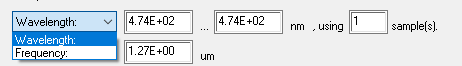 Wavelength: 4.74E+02 ... 4.74E+02 nm , using 1 sample(s).
Wavelength:
Frequency: 1.27E+00 um